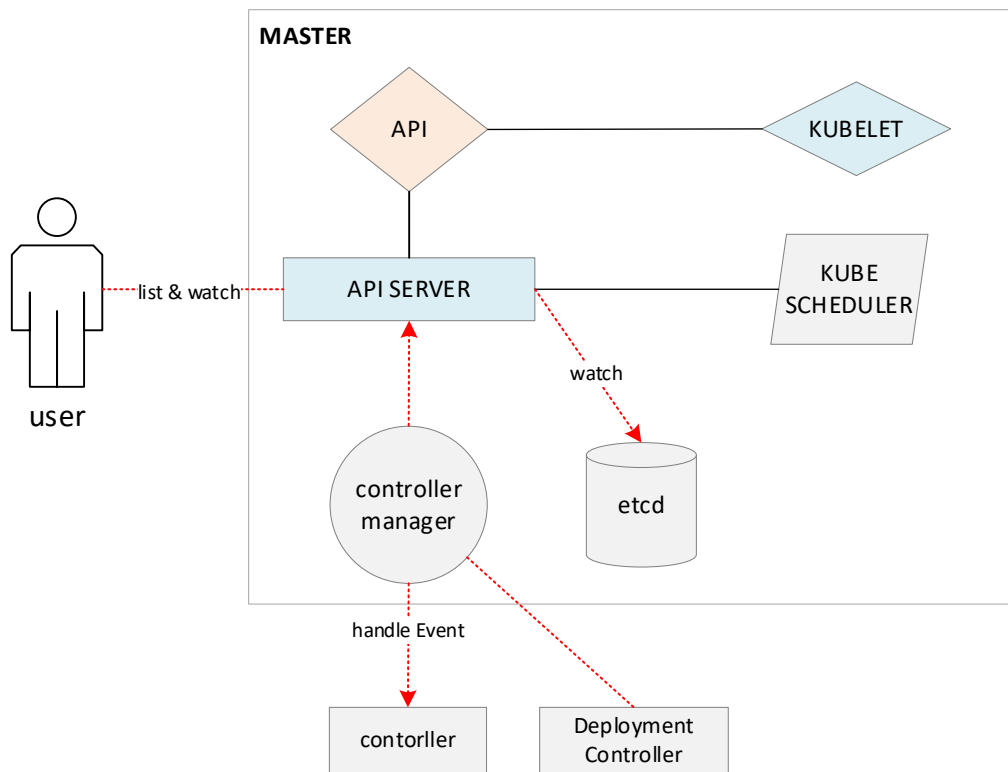 MASTER
API
KUBELET
list & watch
API SERVER
KUBE
SCHEDULER
watch
user
controller
manager
etcd
handle Event
contorller
Deployment
Controller